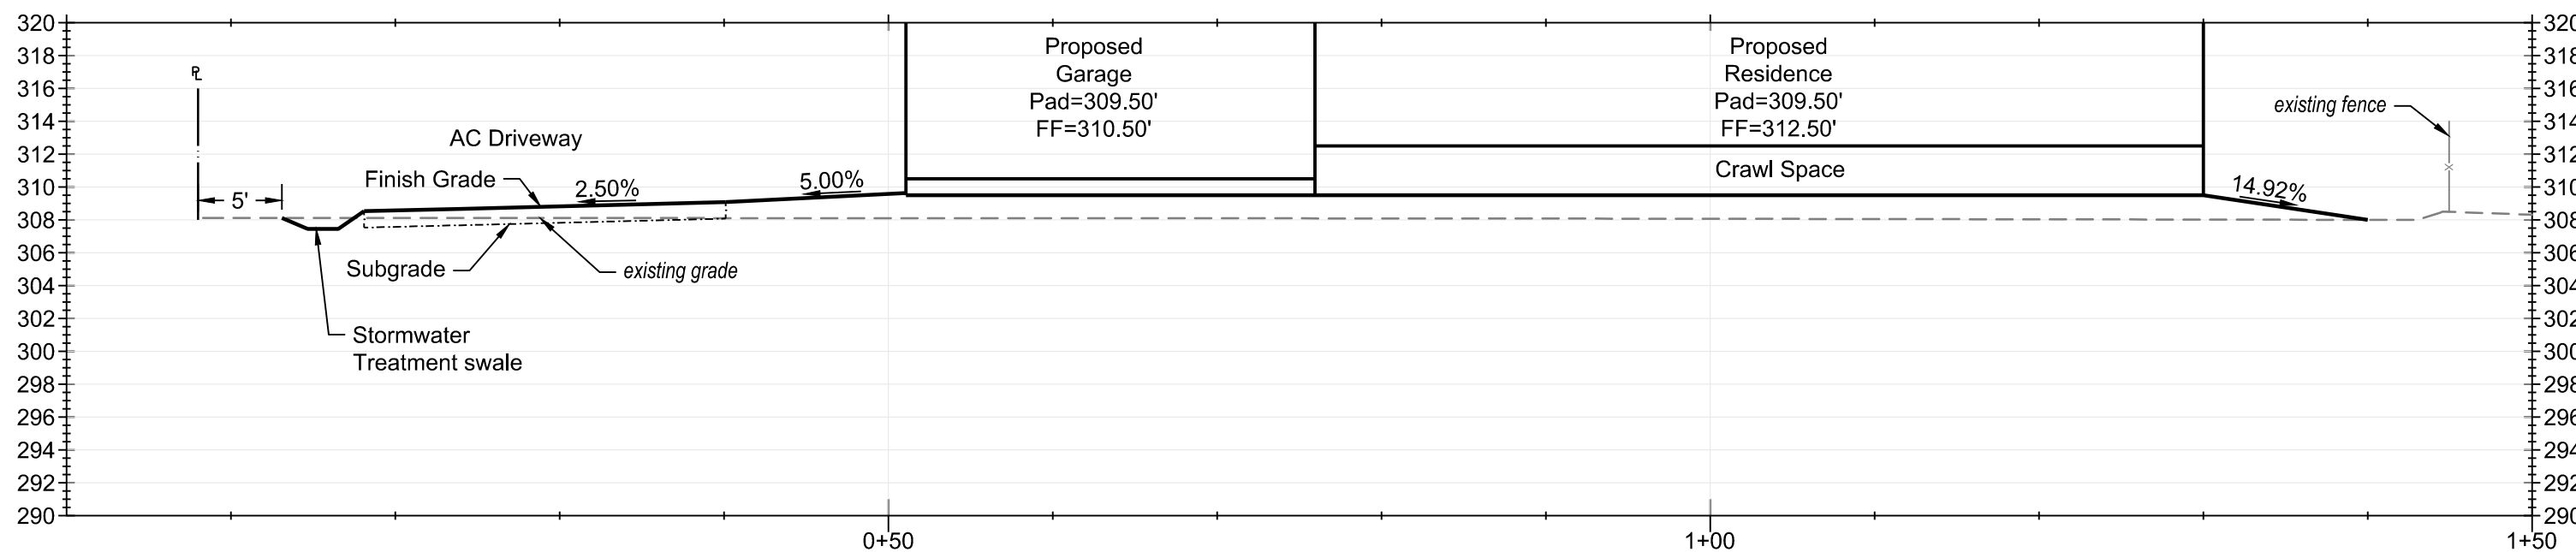 320
318
316
314
312
310
308
306
304
302
300
298
296
294
292
290
PL
5'
AC Driveway
Finish Grade
2.50%
5.00%
Subgrade
existing grade
Stormwater
Treatment swale
Proposed
Garage
Pad=309.50'
FF=310.50'
Proposed
Residence
Pad=309.50'
FF=312.50'
Crawl Space
existing fence
14.92%
0+50
1+00
1+50